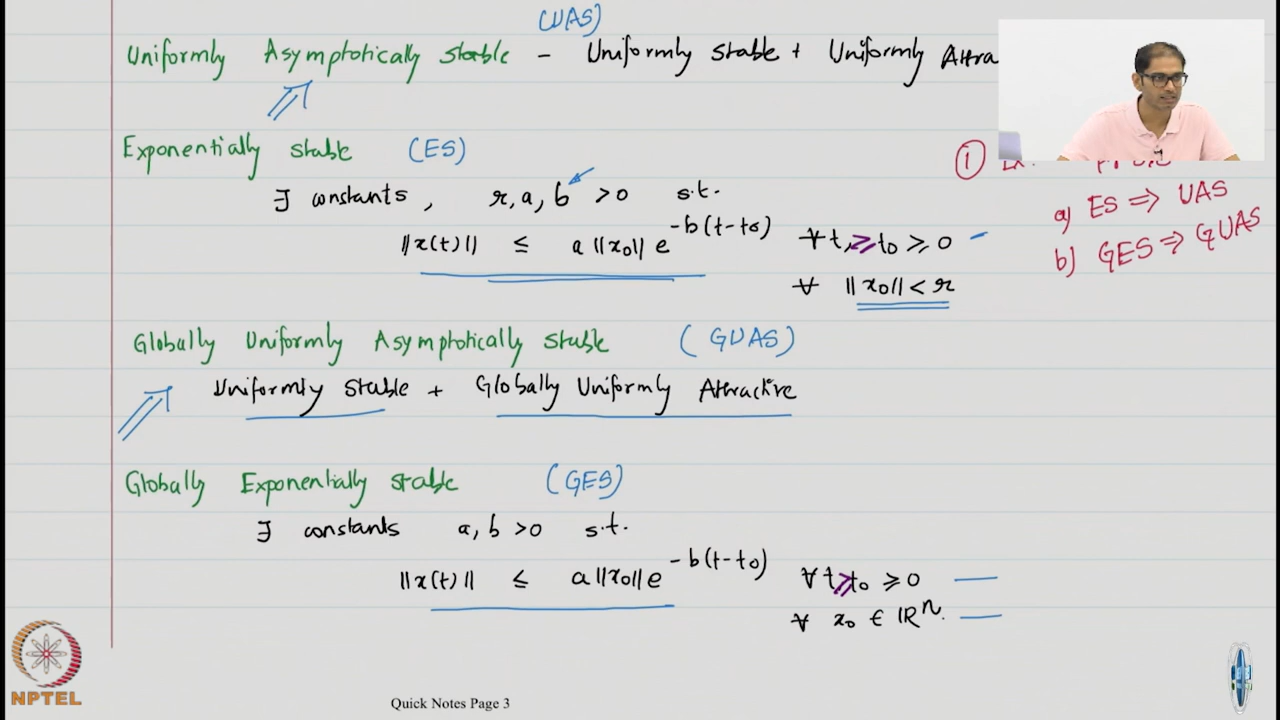 (UAS)
Uniformly Asymptotically stable – Uniformly stable + Uniformly Attra
Exponentially stable (ES)
∃ constants, r, a, b > 0 s.t.
||x(t)|| ≤ a ||x₀|| e^{-b(t-t₀)} ∀ t, ≥ t₀ ≥ 0
∀ ||x₀|| < r
①
a) ES ⇒ UAS
b) GES ⇒ GUAS
Globally Uniformly Asymptotically stable (GUAS)
Uniformly stable + Globally Uniformly Attractive
Globally Exponentially stable (GES)
∃ constants a, b > 0 s.t.
||x(t)|| ≤ a ||x₀|| e^{-b(t-t₀)} ∀ t, ≥ t₀ ≥ 0
∀ x₀ ∈ ℝⁿ.
NPTEL
Quick Notes Page 3